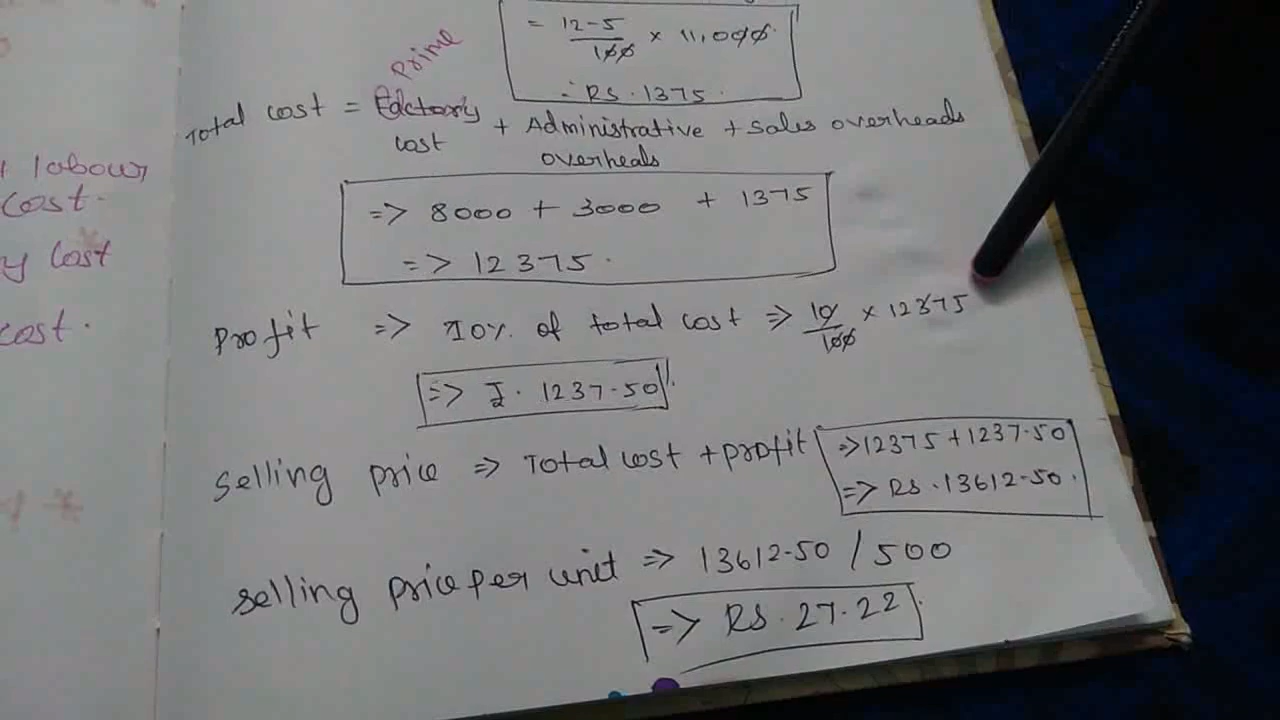 = 12-5/100 × 11,000.
= RS.1375.
Prime
Total cost = Factory cost + Administrative overheals + sales overheads
=> 8000 + 3000 + 1375
=> 12375.
Profit => 10% of total cost => 10/100 × 12375
=> ₹. 1237-50
selling price => Total cost + profit
=> 12375 + 1237-50
=> RS.13612-50.
selling price per unit => 13612-50 / 500
=> RS.27.22
labour
cost.
y cost
cost.